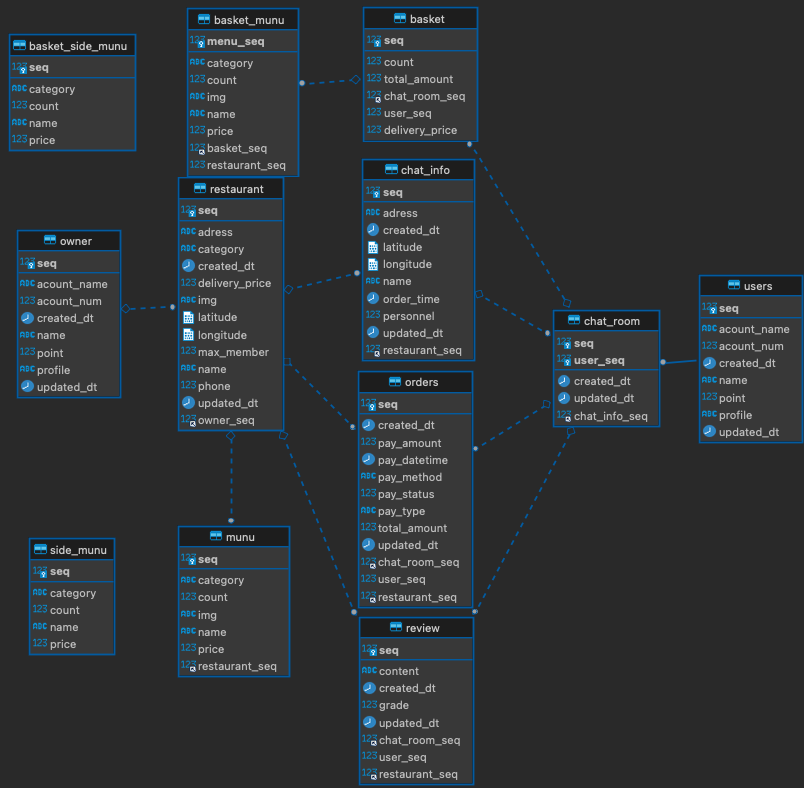 basket_side_munu
seq
category
count
name
price
basket_munu
menu_seq
category
count
img
name
price
basket_seq
restaurant_seq
basket
seq
count
total_amount
chat_room_seq
user_seq
delivery_price
owner
seq
acount_name
acount_num
created_dt
name
point
profile
updated_dt
restaurant
seq
adress
category
created_dt
delivery_price
img
latitude
longitude
max_member
name
phone
updated_dt
owner_seq
chat_info
seq
adress
created_dt
latitude
longitude
name
order_time
personnel
updated_dt
restaurant_seq
chat_room
seq
user_seq
created_dt
updated_dt
chat_info_seq
users
seq
acount_name
acount_num
created_dt
name
point
profile
updated_dt
orders
seq
created_dt
pay_amount
pay_datetime
pay_method
pay_status
pay_type
total_amount
updated_dt
chat_room_seq
user_seq
restaurant_seq
side_munu
seq
category
count
name
price
munu
seq
category
count
img
name
price
restaurant_seq
review
seq
content
created_dt
grade
updated_dt
chat_room_seq
user_seq
restaurant_seq